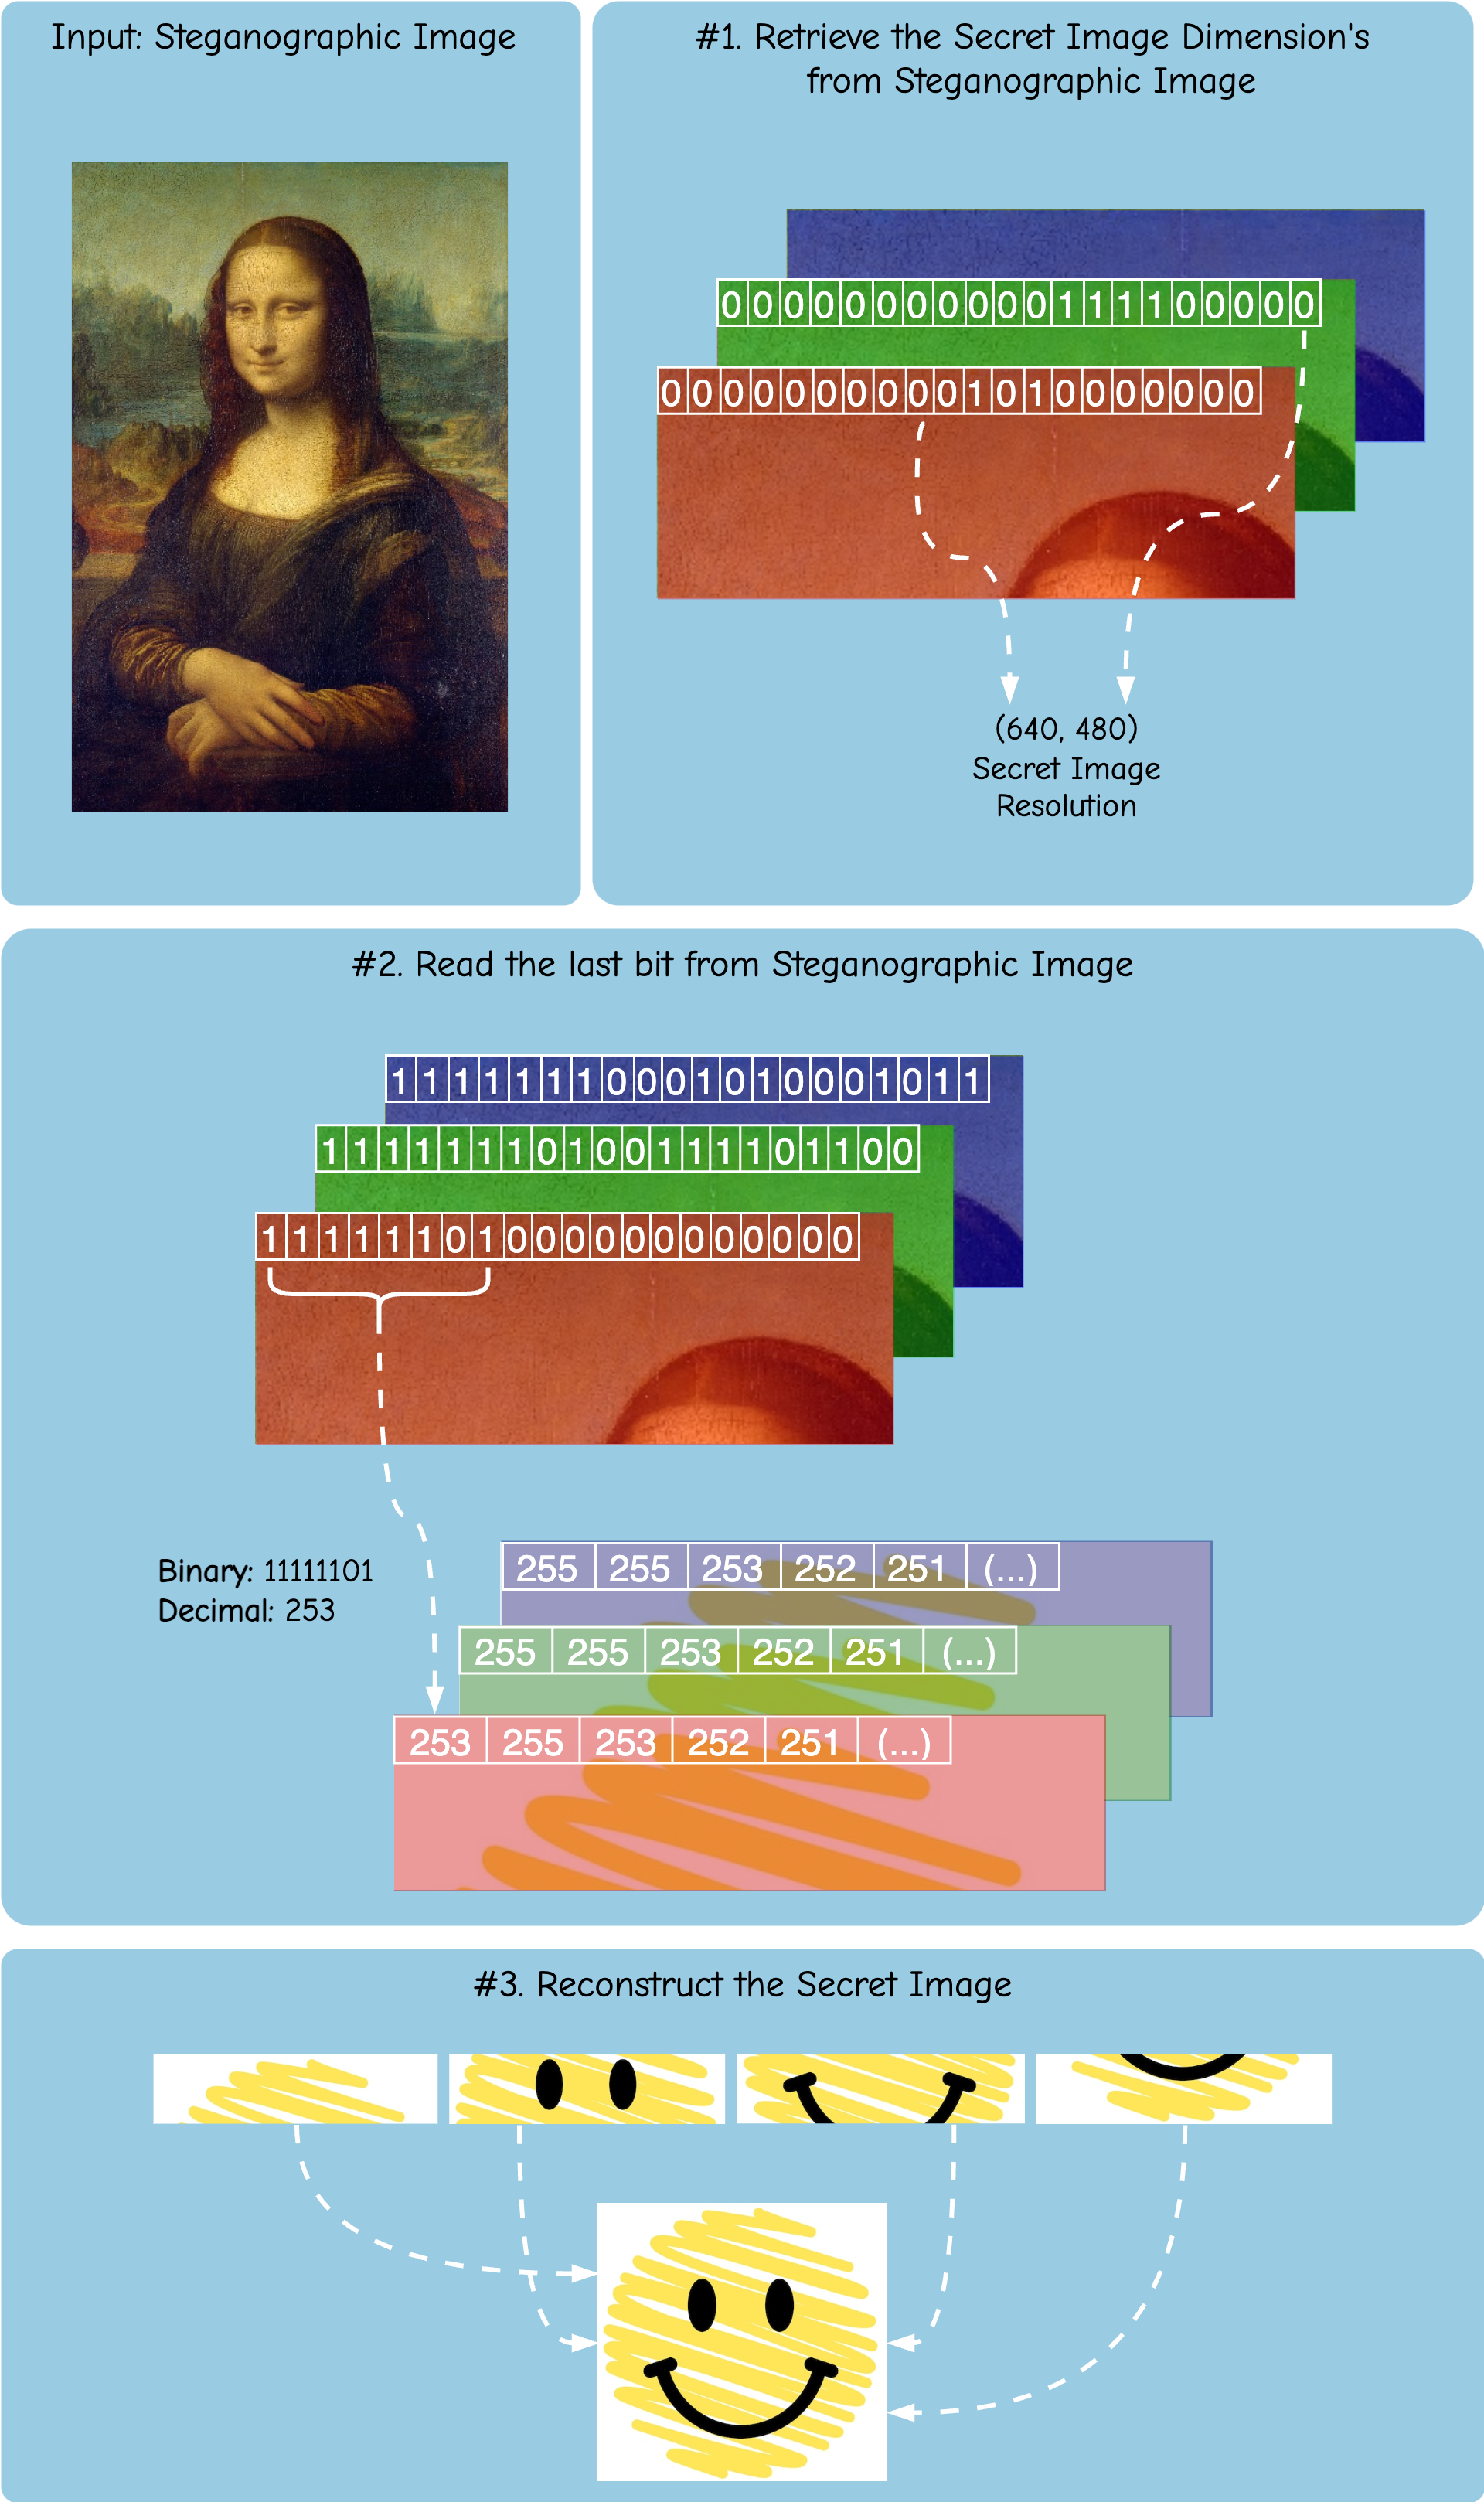 Input: Steganographic Image
#1. Retrieve the Secret Image Dimension's
from Steganographic Image
0 0 0 0 0 0 0 0 0 0 0 1 1 1 1 0 0 0 0 0
0 0 0 0 0 0 0 0 0 0 1 0 1 0 0 0 0 0 0 0
(640, 480)
Secret Image
Resolution
#2. Read the last bit from Steganographic Image
1 1 1 1 1 1 1 0 0 0 1 0 1 0 0 0 1 0 1 1
1 1 1 1 1 1 1 0 1 0 0 1 1 1 1 0 1 1 0 0
1 1 1 1 1 1 0 1 0 0 0 0 0 0 0 0 0 0 0 0
Binary: 11111101
Decimal: 253
255 255 253 252 251 (...)
255 255 253 252 251 (...)
253 255 253 252 251 (...)
#3. Reconstruct the Secret Image